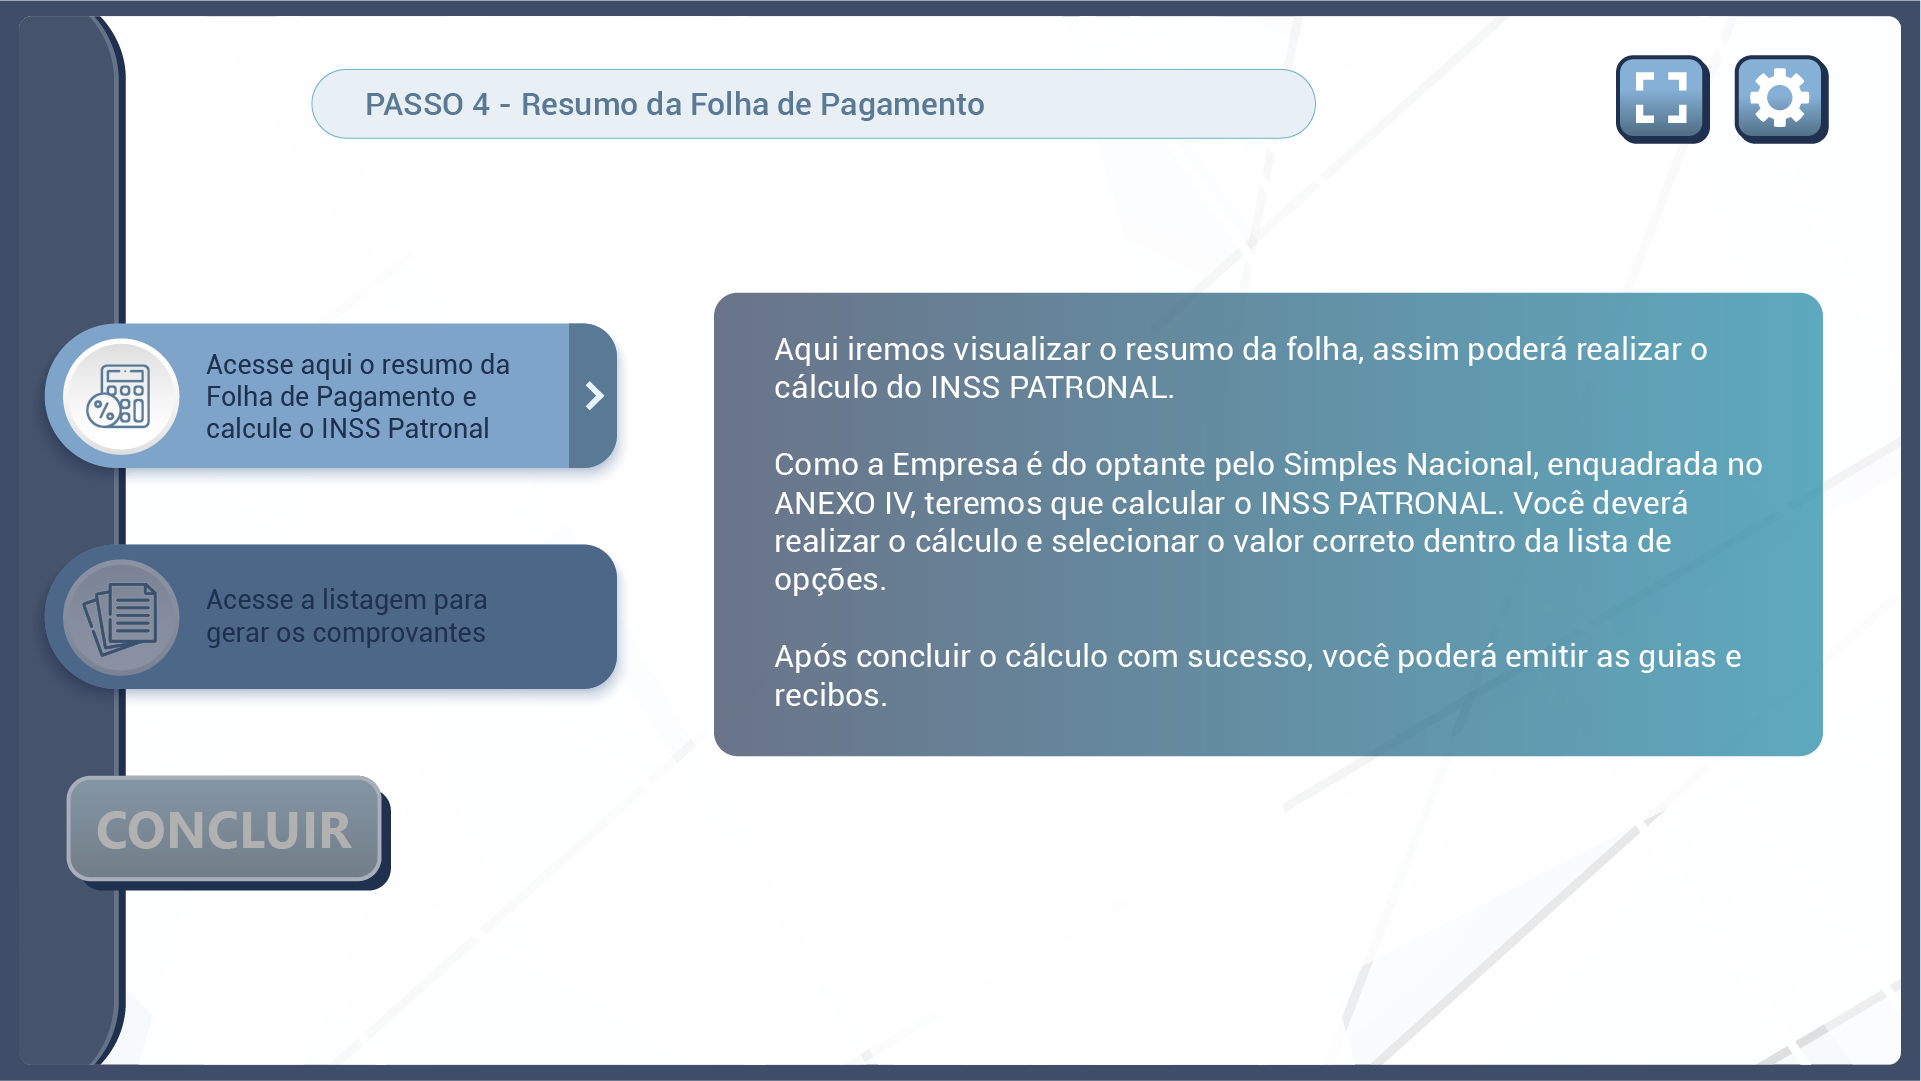 PASSO 4 - Resumo da Folha de Pagamento
Acesse aqui o resumo da
Folha de Pagamento e
calcule o INSS Patronal
Acesse a listagem para
gerar os comprovantes
CONCLUIR
Aqui iremos visualizar o resumo da folha, assim poderá realizar o
cálculo do INSS PATRONAL.
Como a Empresa é do optante pelo Simples Nacional, enquadrada no
ANEXO IV, teremos que calcular o INSS PATRONAL. Você deverá
realizar o cálculo e selecionar o valor correto dentro da lista de
opções.
Após concluir o cálculo com sucesso, você poderá emitir as guias e
recibos.